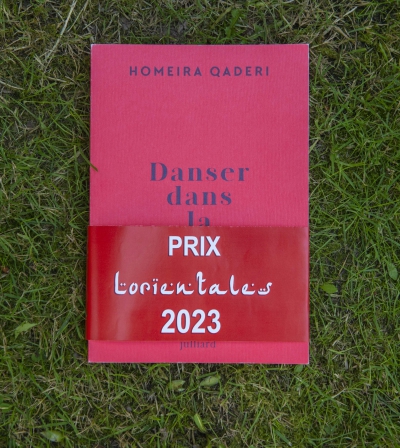 HOMEIRA QADERI
Danser
dans
la
PRIX
Lorientales
2023
julliard